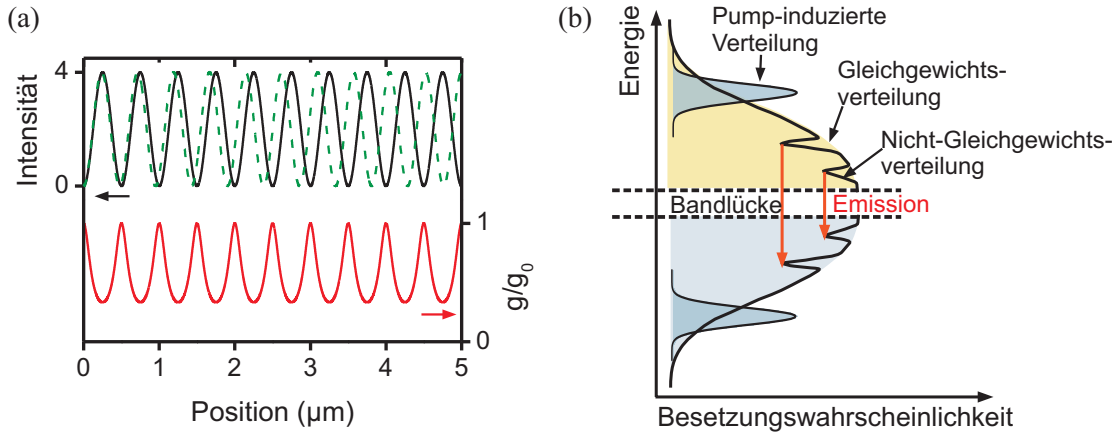 (a)
Intensität
4
0
1
0
g/g0
0 1 2 3 4 5
Position (µm)
(b)
Energie
Pump-induzierte
Verteilung
Gleichgewichts-
verteilung
Nicht-Gleichgewichts-
verteilung
Bandlücke
Emission
Besetzungswahrscheinlichkeit